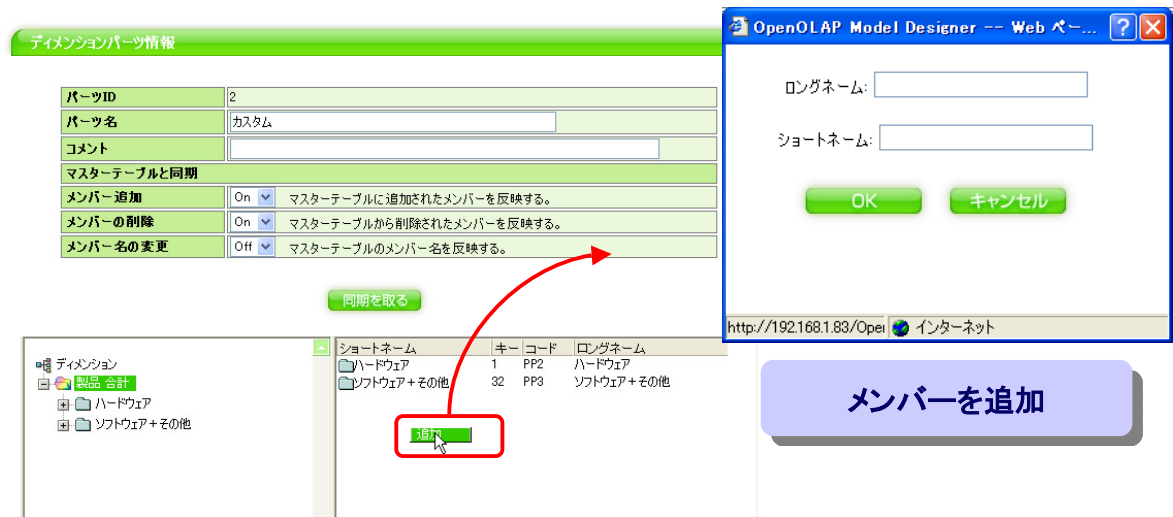 ディメンションパーツ情報
パーツID 2
パーツ名 カスタム
コメント
マスターテーブルと同期
メンバー追加 On マスターテーブルに追加されたメンバーを反映する。
メンバーの削除 On マスターテーブルから削除されたメンバーを反映する。
メンバー名の変更 Off マスターテーブルのメンバー名を反映する。
同期を取る
ディメンション
製品 合計
ハードウェア
ソフトウェア+その他
ショートネーム キー コード ロングネーム
ハードウェア 1 PP2 ハードウェア
ソフトウェア+その他 32 PP3 ソフトウェア+その他
追加
OpenOLAP Model Designer -- Web ペー...
ロングネーム:
ショートネーム:
OK キャンセル
http://192.168.1.83/Open インターネット
メンバーを追加